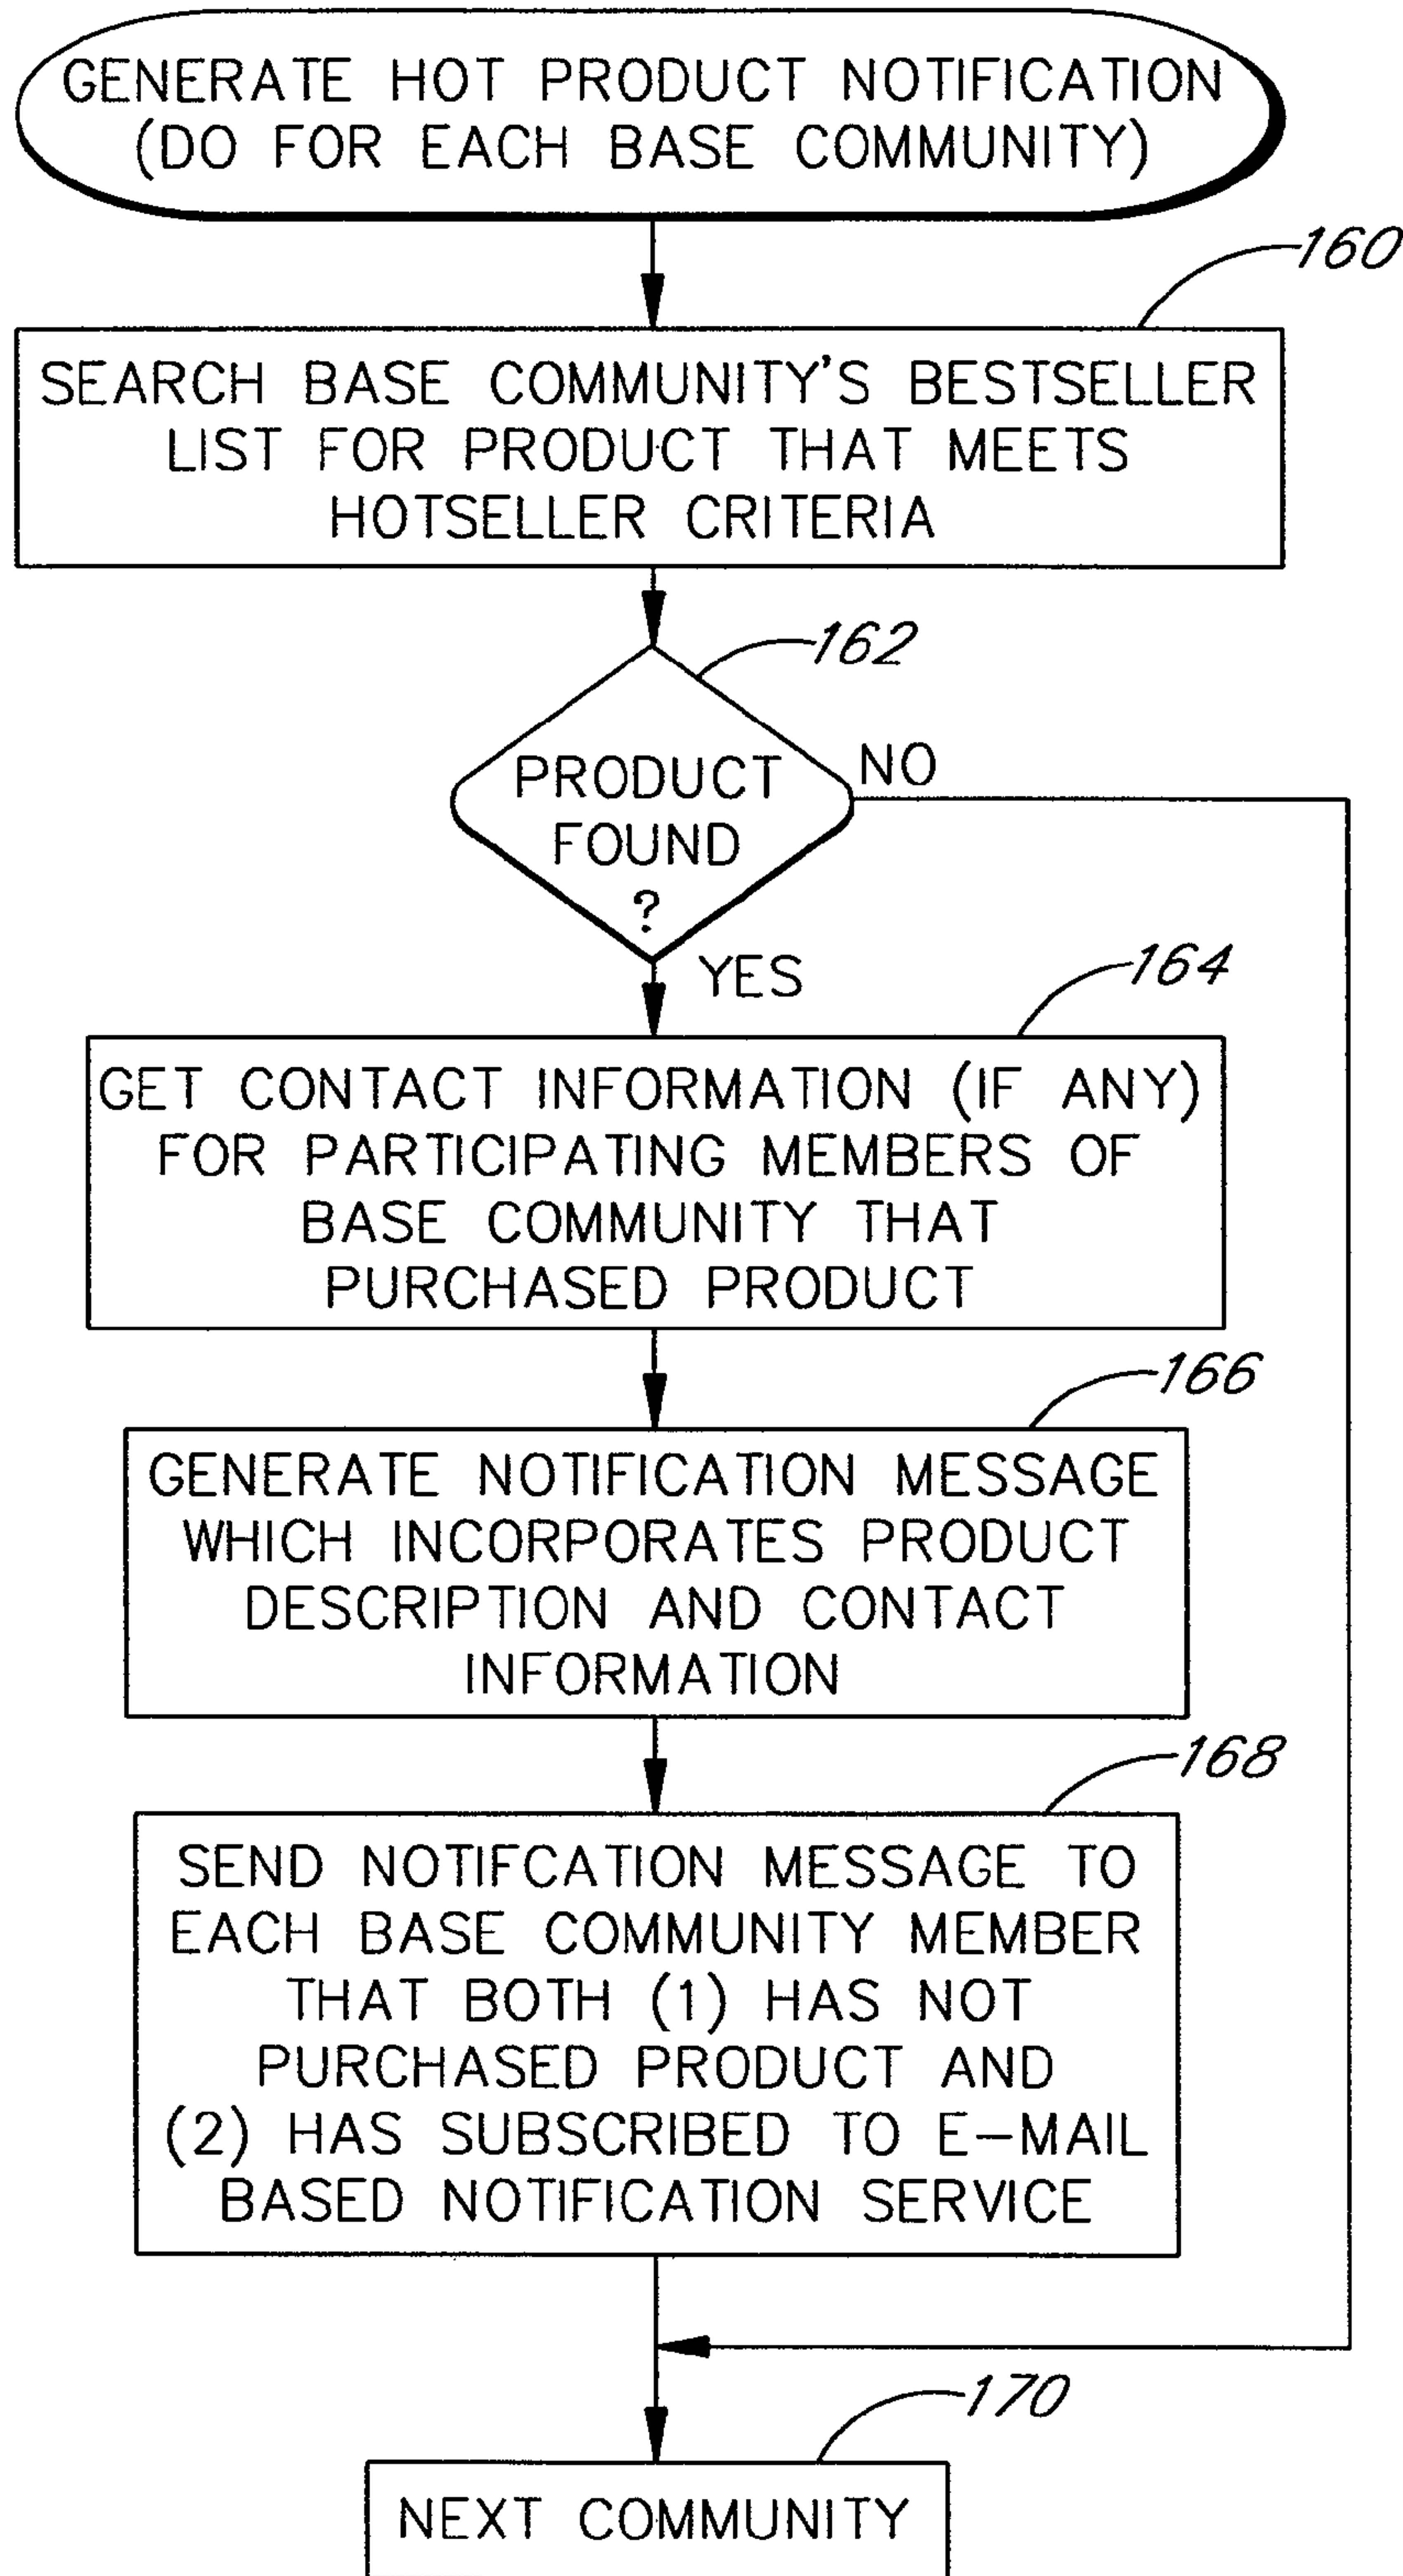 GENERATE HOT PRODUCT NOTIFICATION
(DO FOR EACH BASE COMMUNITY)
160
SEARCH BASE COMMUNITY'S BESTSELLER
LIST FOR PRODUCT THAT MEETS
HOTSELLER CRITERIA
162
PRODUCT
FOUND
?
NO
YES
164
GET CONTACT INFORMATION (IF ANY)
FOR PARTICIPATING MEMBERS OF
BASE COMMUNITY THAT
PURCHASED PRODUCT
166
GENERATE NOTIFICATION MESSAGE
WHICH INCORPORATES PRODUCT
DESCRIPTION AND CONTACT
INFORMATION
168
SEND NOTIFCATION MESSAGE TO
EACH BASE COMMUNITY MEMBER
THAT BOTH (1) HAS NOT
PURCHASED PRODUCT AND
(2) HAS SUBSCRIBED TO E-MAIL
BASED NOTIFICATION SERVICE
170
NEXT COMMUNITY